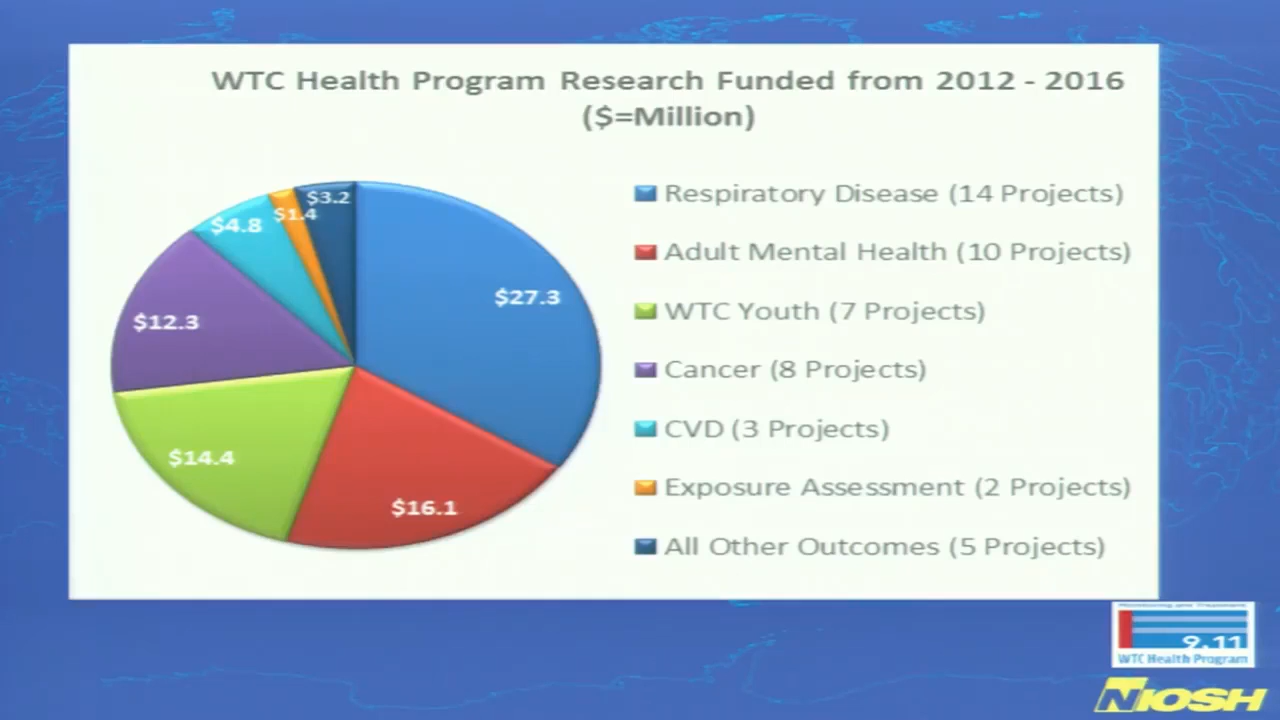 WTC Health Program Research Funded from 2012 - 2016
($=Million)
$3.2
$1.4
$4.8
$27.3
$12.3
$14.4
$16.1
Respiratory Disease (14 Projects)
Adult Mental Health (10 Projects)
WTC Youth (7 Projects)
Cancer (8 Projects)
CVD (3 Projects)
Exposure Assessment (2 Projects)
All Other Outcomes (5 Projects)
Monitoring and Treatment
9.11
WTC Health Program
NIOSH